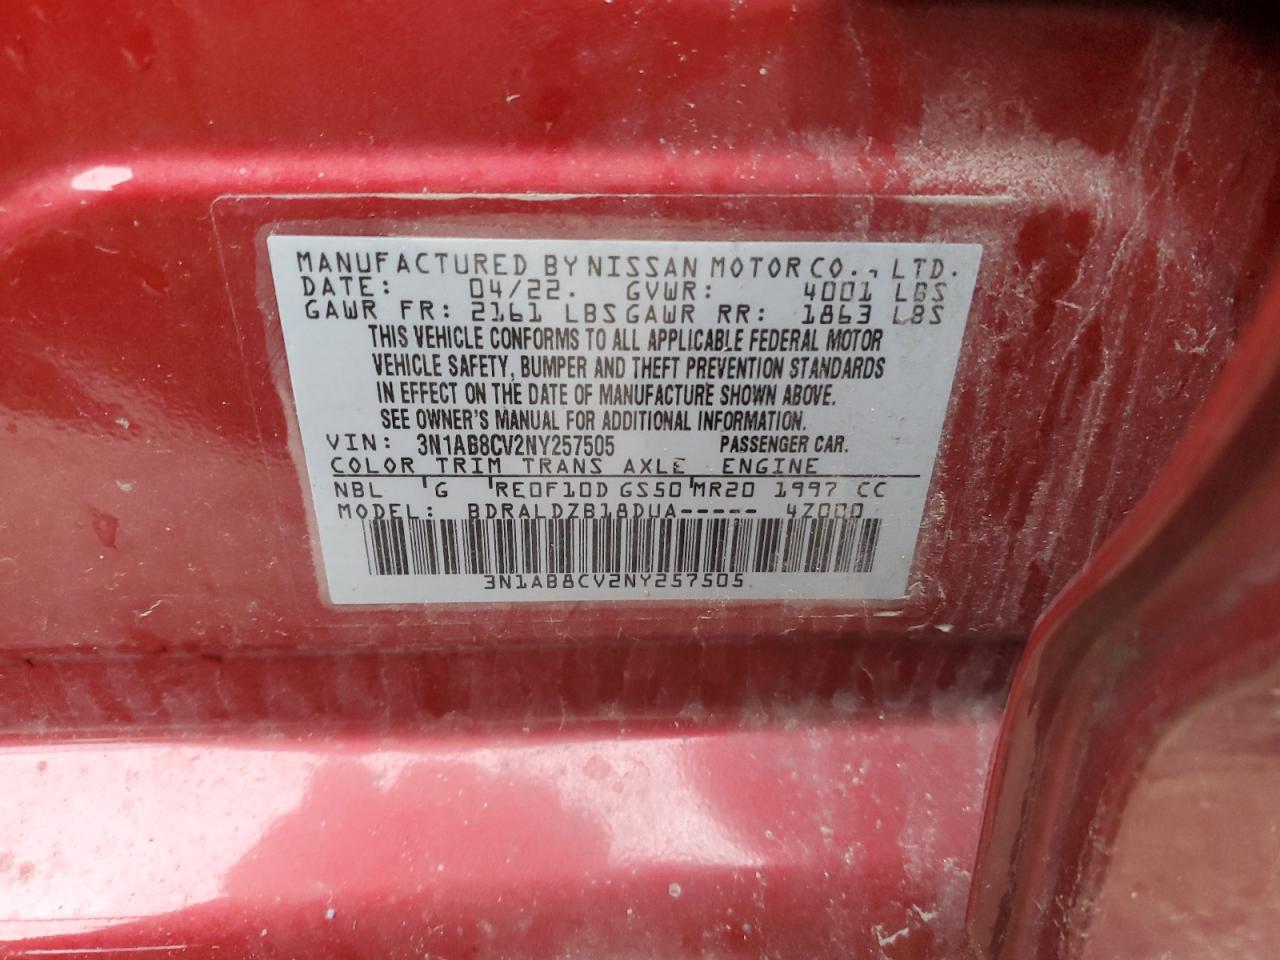 MANUFACTURED BY NISSAN MOTOR CO., LTD.
DATE: 04/22. GVWR: 4001 LBS
GAWR FR: 2161 LBS GAWR RR: 1863 LBS
THIS VEHICLE CONFORMS TO ALL APPLICABLE FEDERAL MOTOR
VEHICLE SAFETY, BUMPER AND THEFT PREVENTION STANDARDS
IN EFFECT ON THE DATE OF MANUFACTURE SHOWN ABOVE.
SEE OWNER'S MANUAL FOR ADDITIONAL INFORMATION.
VIN: 3N1AB8CV2NY257505 PASSENGER CAR.
COLOR TRIM TRANS AXLE ENGINE
NBL G RE0F10D GS50 MR20 1997 CC
MODEL: BDRALDZB18DUA----- 4Z000
3N1AB8CV2NY257505